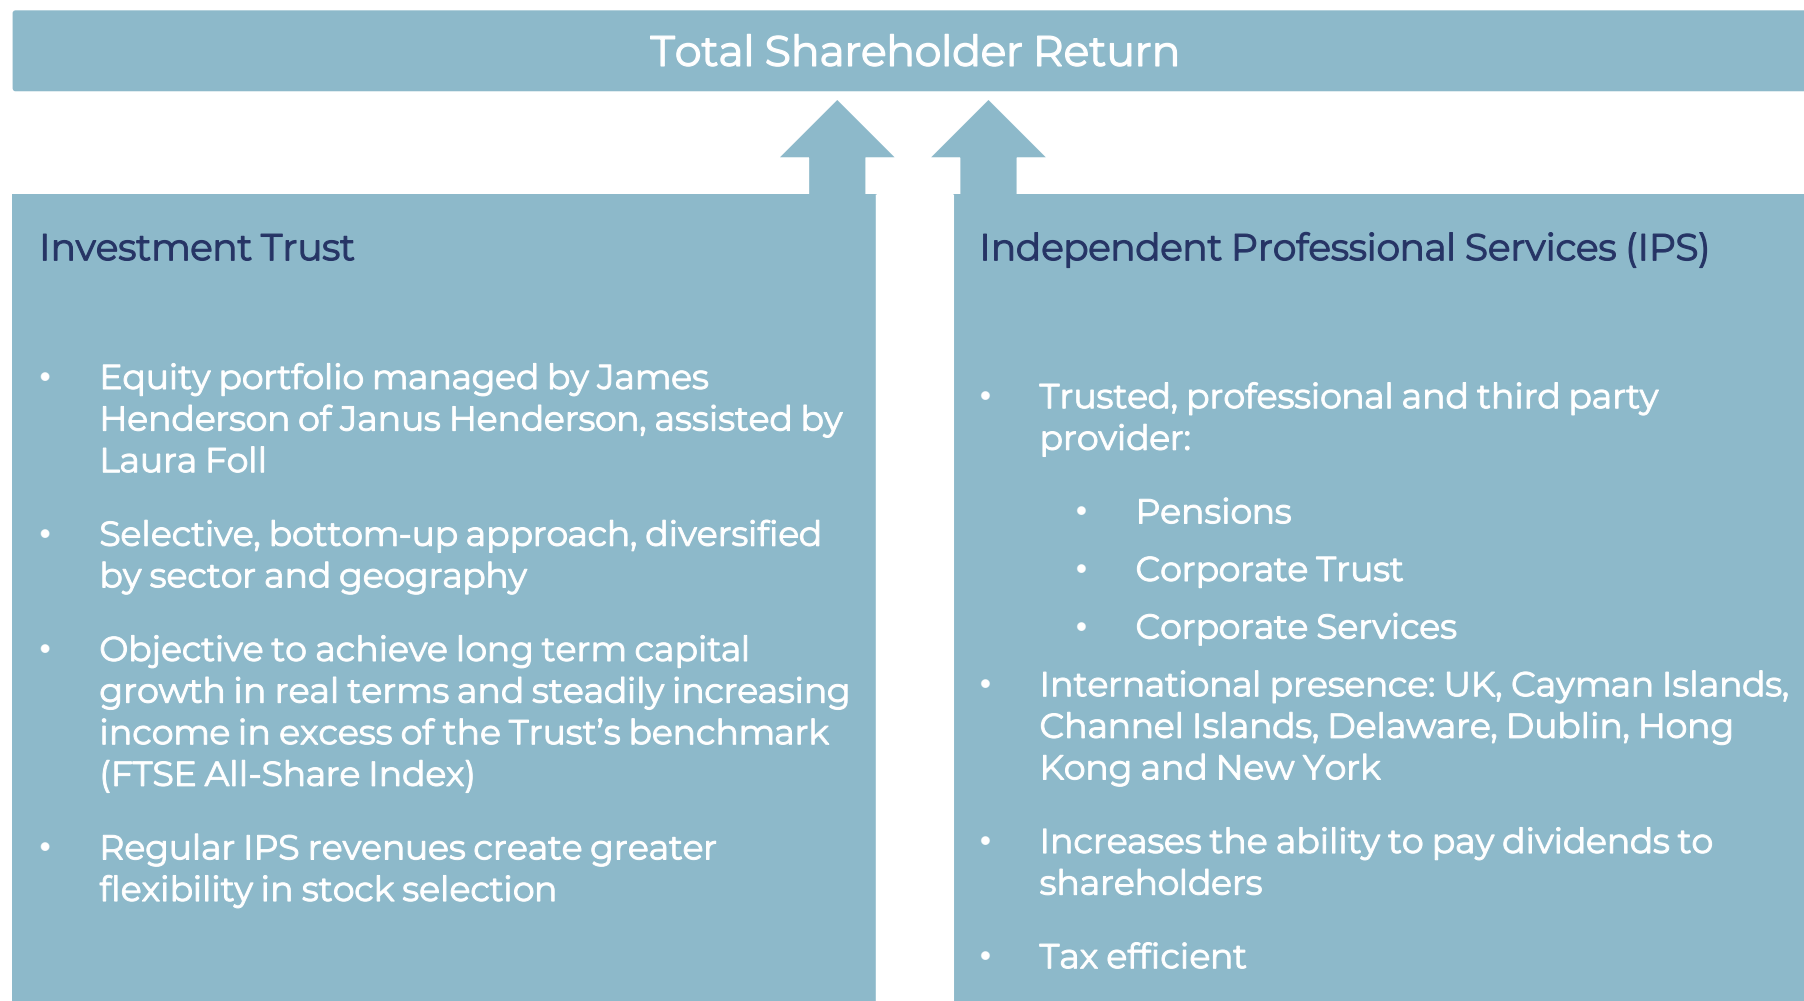 Total Shareholder Return
Investment Trust
• Equity portfolio managed by James
Henderson of Janus Henderson, assisted by
Laura Foll
• Selective, bottom-up approach, diversified
by sector and geography
• Objective to achieve long term capital
growth in real terms and steadily increasing
income in excess of the Trust’s benchmark
(FTSE All-Share Index)
• Regular IPS revenues create greater
flexibility in stock selection
Independent Professional Services (IPS)
• Trusted, professional and third party
provider:
• Pensions
• Corporate Trust
• Corporate Services
• International presence: UK, Cayman Islands,
Channel Islands, Delaware, Dublin, Hong
Kong and New York
• Increases the ability to pay dividends to
shareholders
• Tax efficient